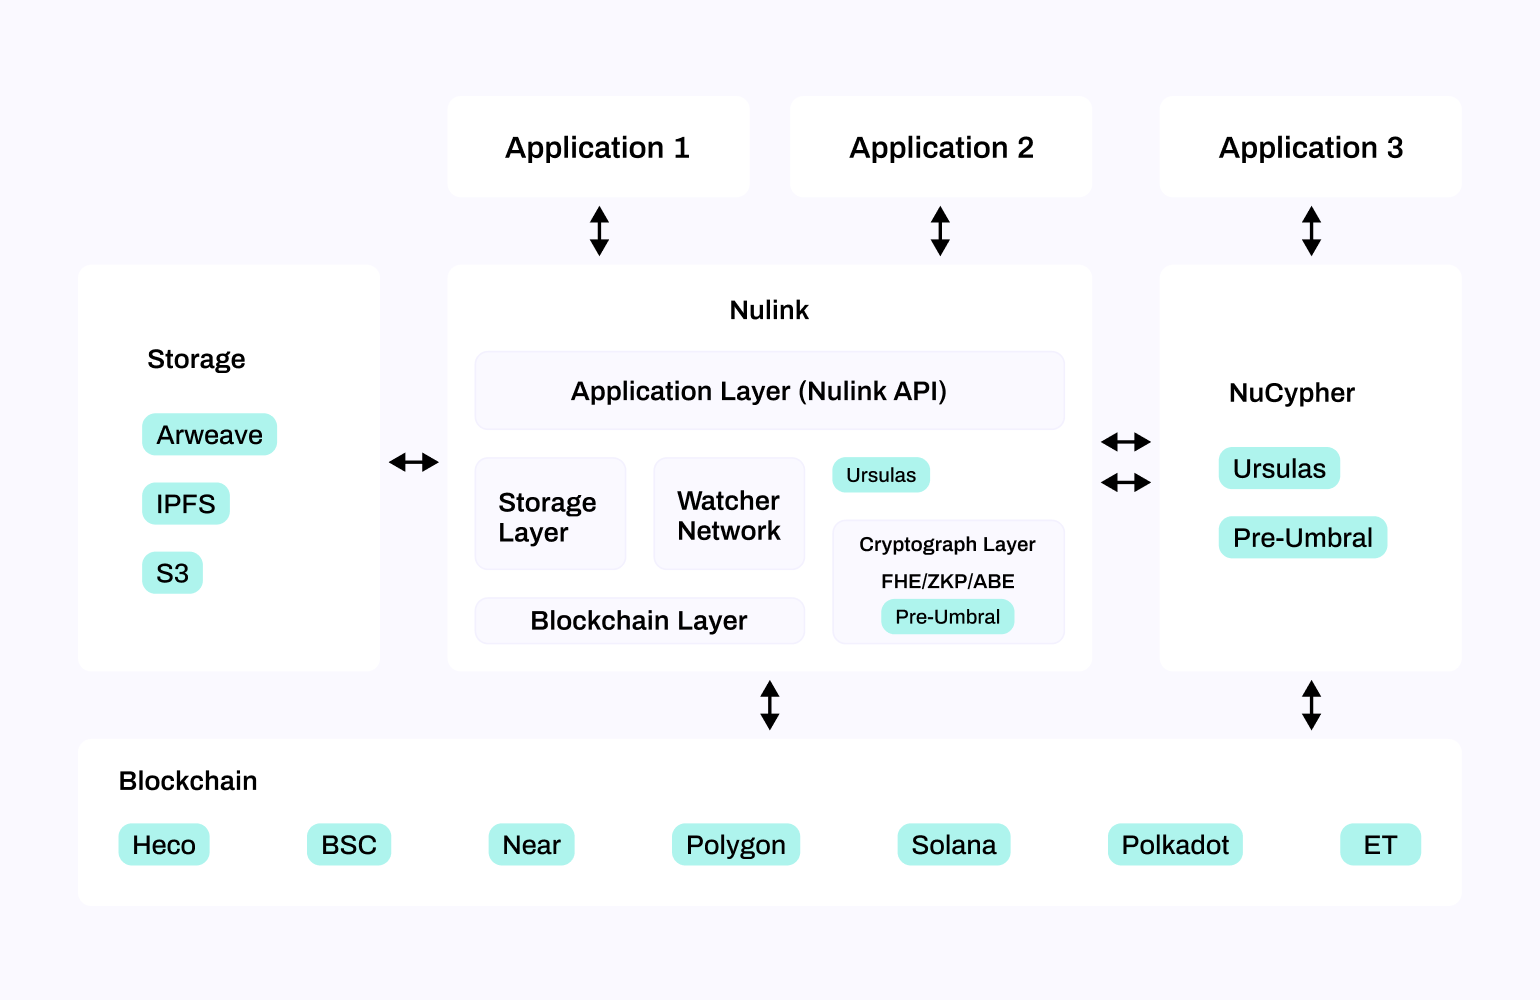 Application 1
Application 2
Application 3
Storage
Arweave
IPFS
S3
Nulink
Application Layer (Nulink API)
Storage
Layer
Watcher
Network
Ursulas
Cryptograph Layer
FHE/ZKP/ABE
Pre-Umbral
Blockchain Layer
NuCypher
Ursulas
Pre-Umbral
Blockchain
Heco
BSC
Near
Polygon
Solana
Polkadot
ET